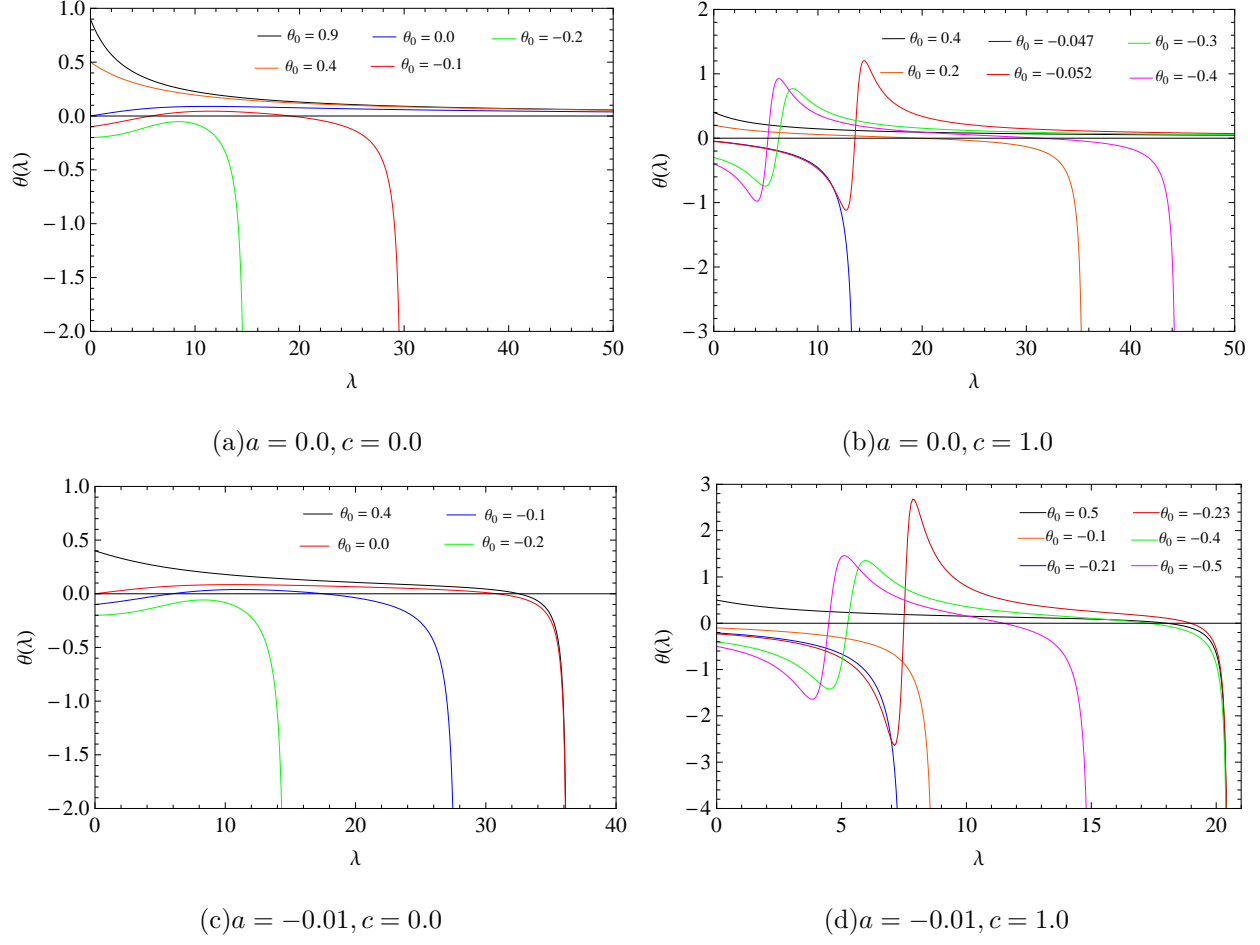 θ₀ = 0.9 θ₀ = 0.0 θ₀ = −0.2
θ₀ = 0.4 θ₀ = −0.1
1.0
0.5
0.0
−0.5
−1.0
−1.5
−2.0
θ(λ)
0 10 20 30 40 50
λ
(a)a = 0.0, c = 0.0
θ₀ = 0.4 θ₀ = −0.047 θ₀ = −0.3
θ₀ = 0.2 θ₀ = −0.052 θ₀ = −0.4
2
1
0
−1
−2
−3
θ(λ)
0 10 20 30 40 50
λ
(b)a = 0.0, c = 1.0
θ₀ = 0.4 θ₀ = −0.1
θ₀ = 0.0 θ₀ = −0.2
1.0
0.5
0.0
−0.5
−1.0
−1.5
−2.0
θ(λ)
0 10 20 30 40
λ
(c)a = −0.01, c = 0.0
θ₀ = 0.5 θ₀ = −0.23
θ₀ = −0.1 θ₀ = −0.4
θ₀ = −0.21 θ₀ = −0.5
3
2
1
0
−1
−2
−3
−4
θ(λ)
0 5 10 15 20
λ
(d)a = −0.01, c = 1.0